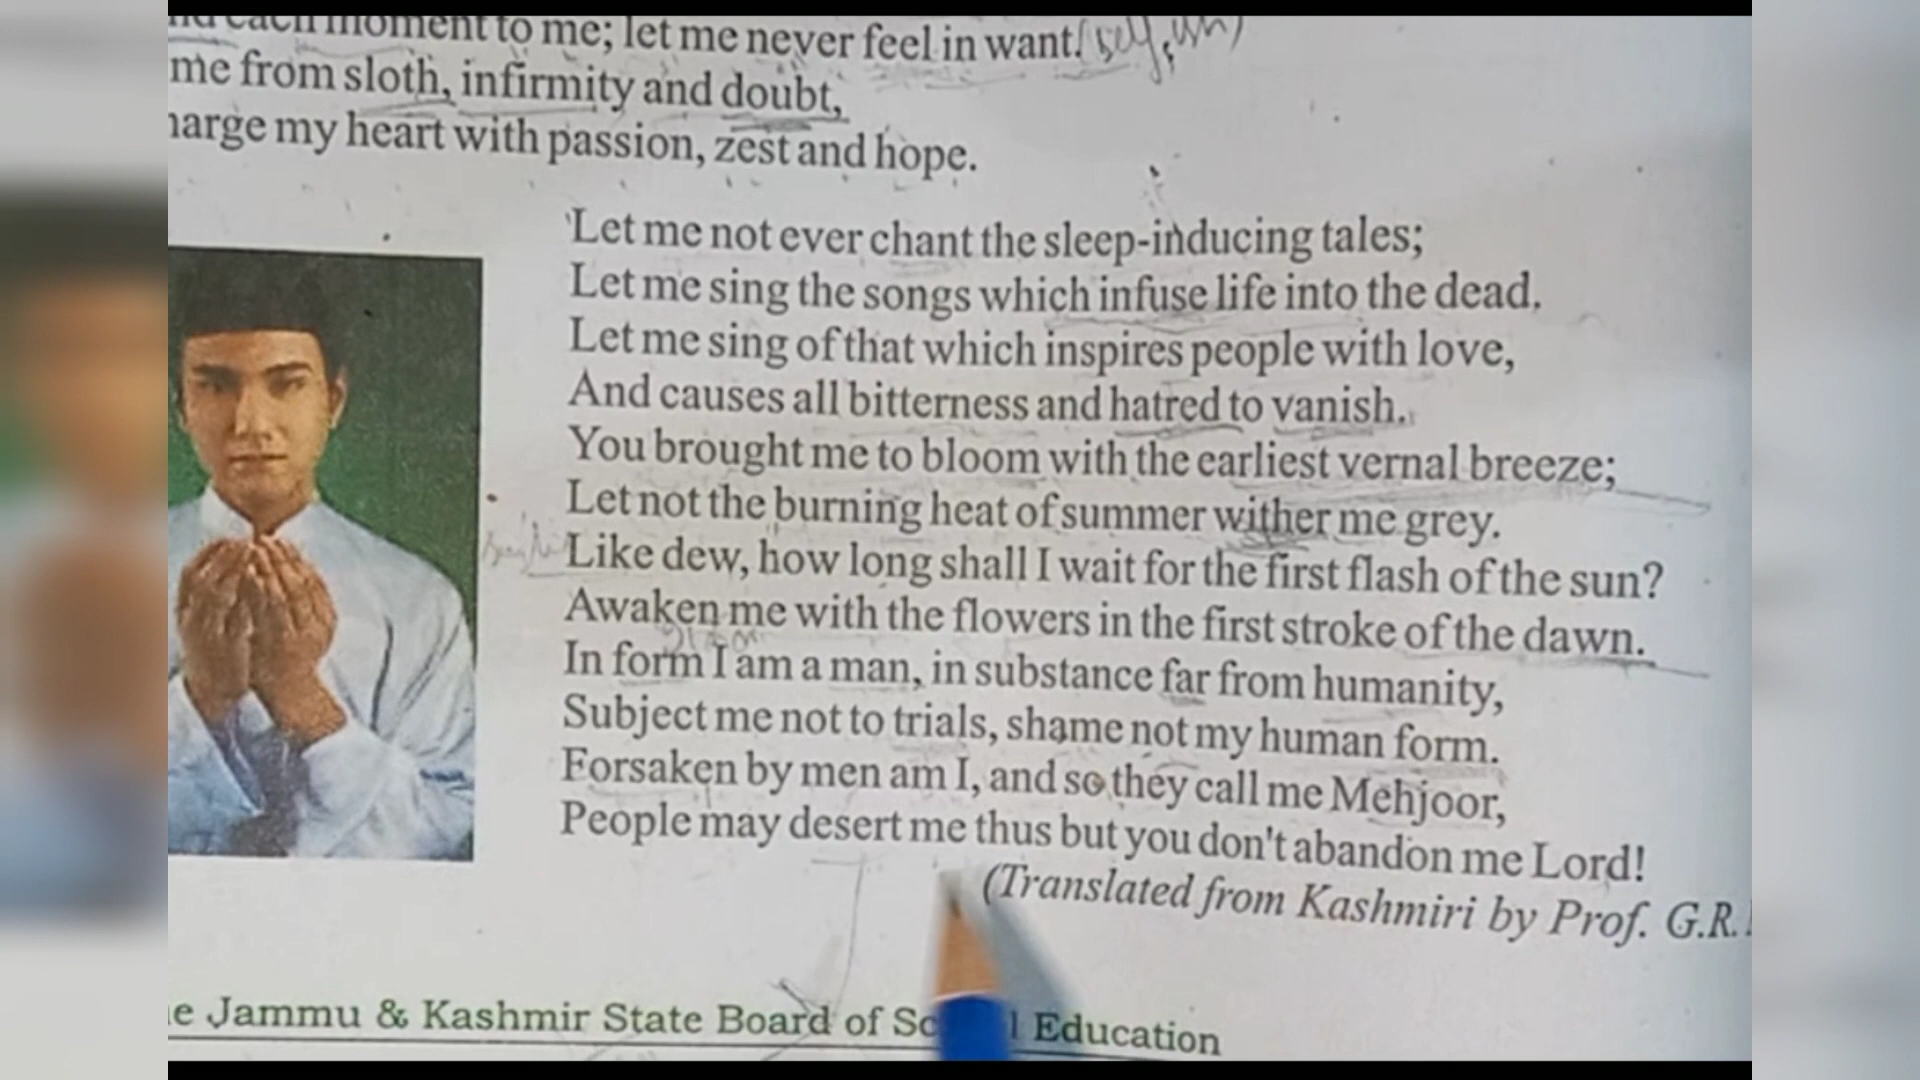 each moment to me; let me never feel in want.
me from sloth, infirmity and doubt,
harge my heart with passion, zest and hope.
'Let me not ever chant the sleep-inducing tales;
Let me sing the songs which infuse life into the dead.
Let me sing of that which inspires people with love,
And causes all bitterness and hatred to vanish.
You brought me to bloom with the earliest vernal breeze;
Let not the burning heat of summer wither me grey.
Like dew, how long shall I wait for the first flash of the sun?
Awaken me with the flowers in the first stroke of the dawn.
In form I am a man, in substance far from humanity,
Subject me not to trials, shame not my human form.
Forsaken by men am I, and so they call me Mehjoor,
People may desert me thus but you don't abandon me Lord!
(Translated from Kashmiri by Prof. G.R.
e Jammu & Kashmir State Board of Education